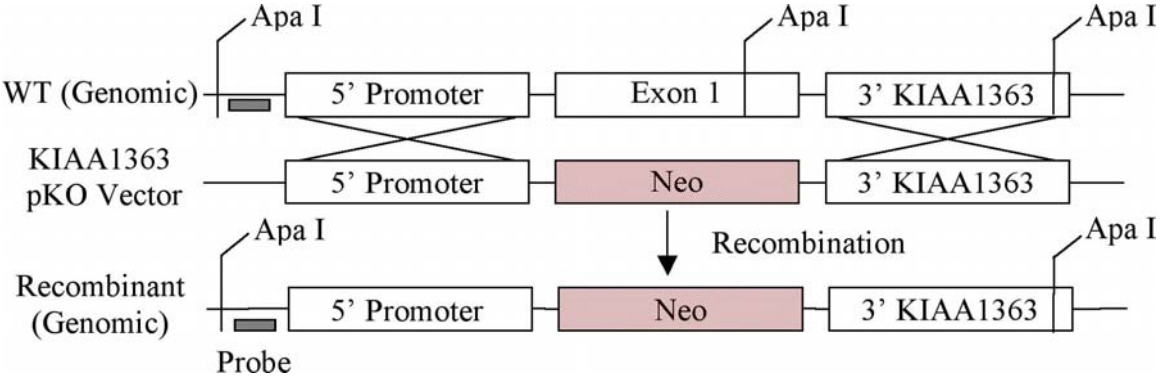 Apa I
Apa I
Apa I
WT (Genomic)
5' Promoter
Exon 1
3' KIAA1363
KIAA1363
pKO Vector
5' Promoter
Neo
3' KIAA1363
Apa I
Recombination
Apa I
Recombinant
(Genomic)
5' Promoter
Neo
3' KIAA1363
Probe